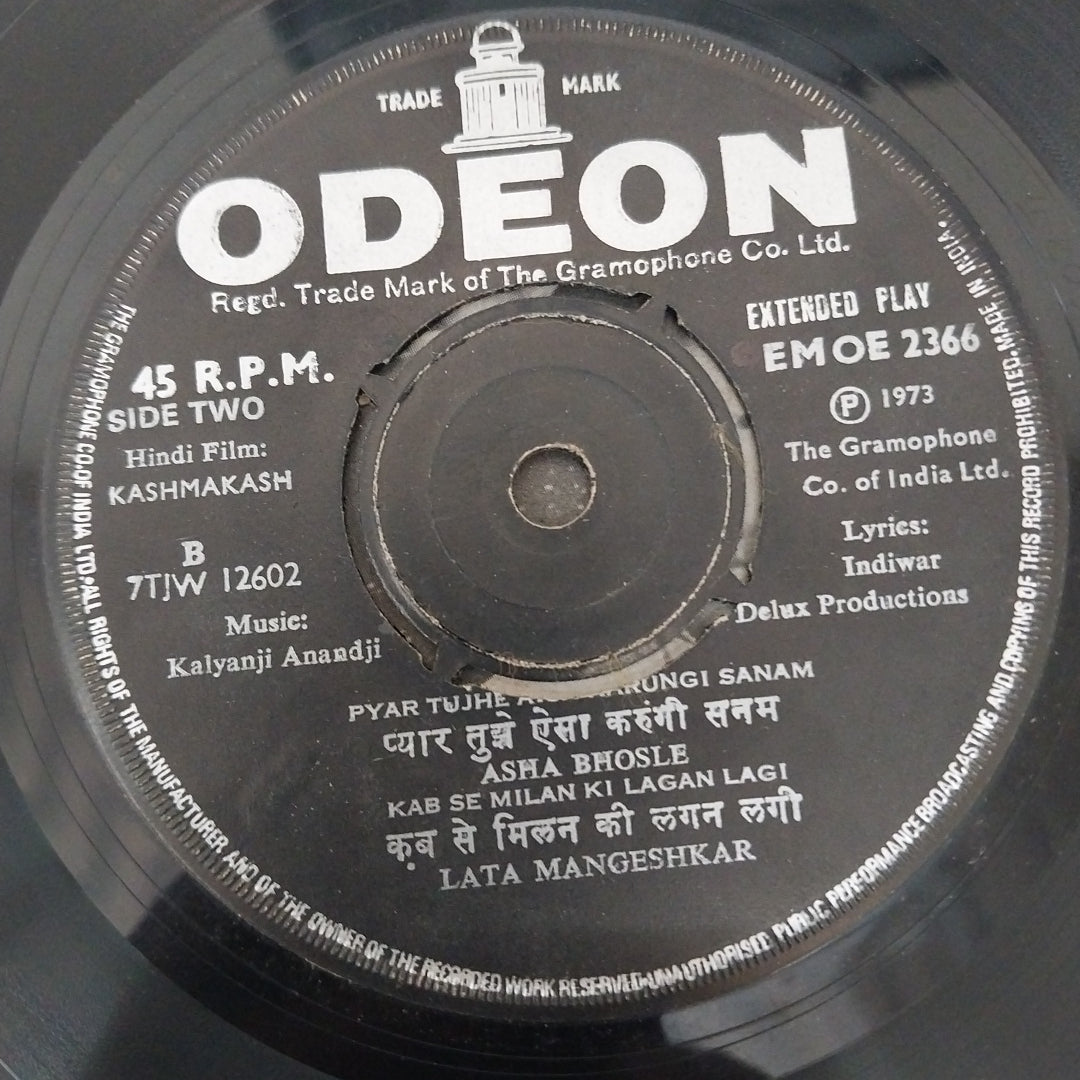 TRADE MARK
ODEON
Regd. Trade Mark of The Gramophone Co. Ltd.
45 R.P.M.
SIDE TWO
Hindi Film:
KASHMAKASH
B
7TJW 12602
Music:
Kalyanji Anandji
EXTENDED PLAY
EMOE 2366
Ⓟ 1973
The Gramophone
Co. of India Ltd.
Lyrics:
Indiwar
Delux Productions
PYAR TUJHE KARUNGI SANAM
प्यार तुझे ऐसा करुंगी सनम
ASHA BHOSLE
KAB SE MILAN KI LAGAN LAGI
क़ब से मिलन की लगन लगी
LATA MANGESHKAR
THE GRAMOPHONE CO. OF INDIA LTD. ALL RIGHTS OF THE MANUFACTURER AND OF THE OWNER OF THE RECORDED WORK RESERVED. UNAUTHORISED PUBLIC PERFORMANCE BROADCASTING AND COPYING OF THIS RECORD PROHIBITED. MADE IN INDIA.